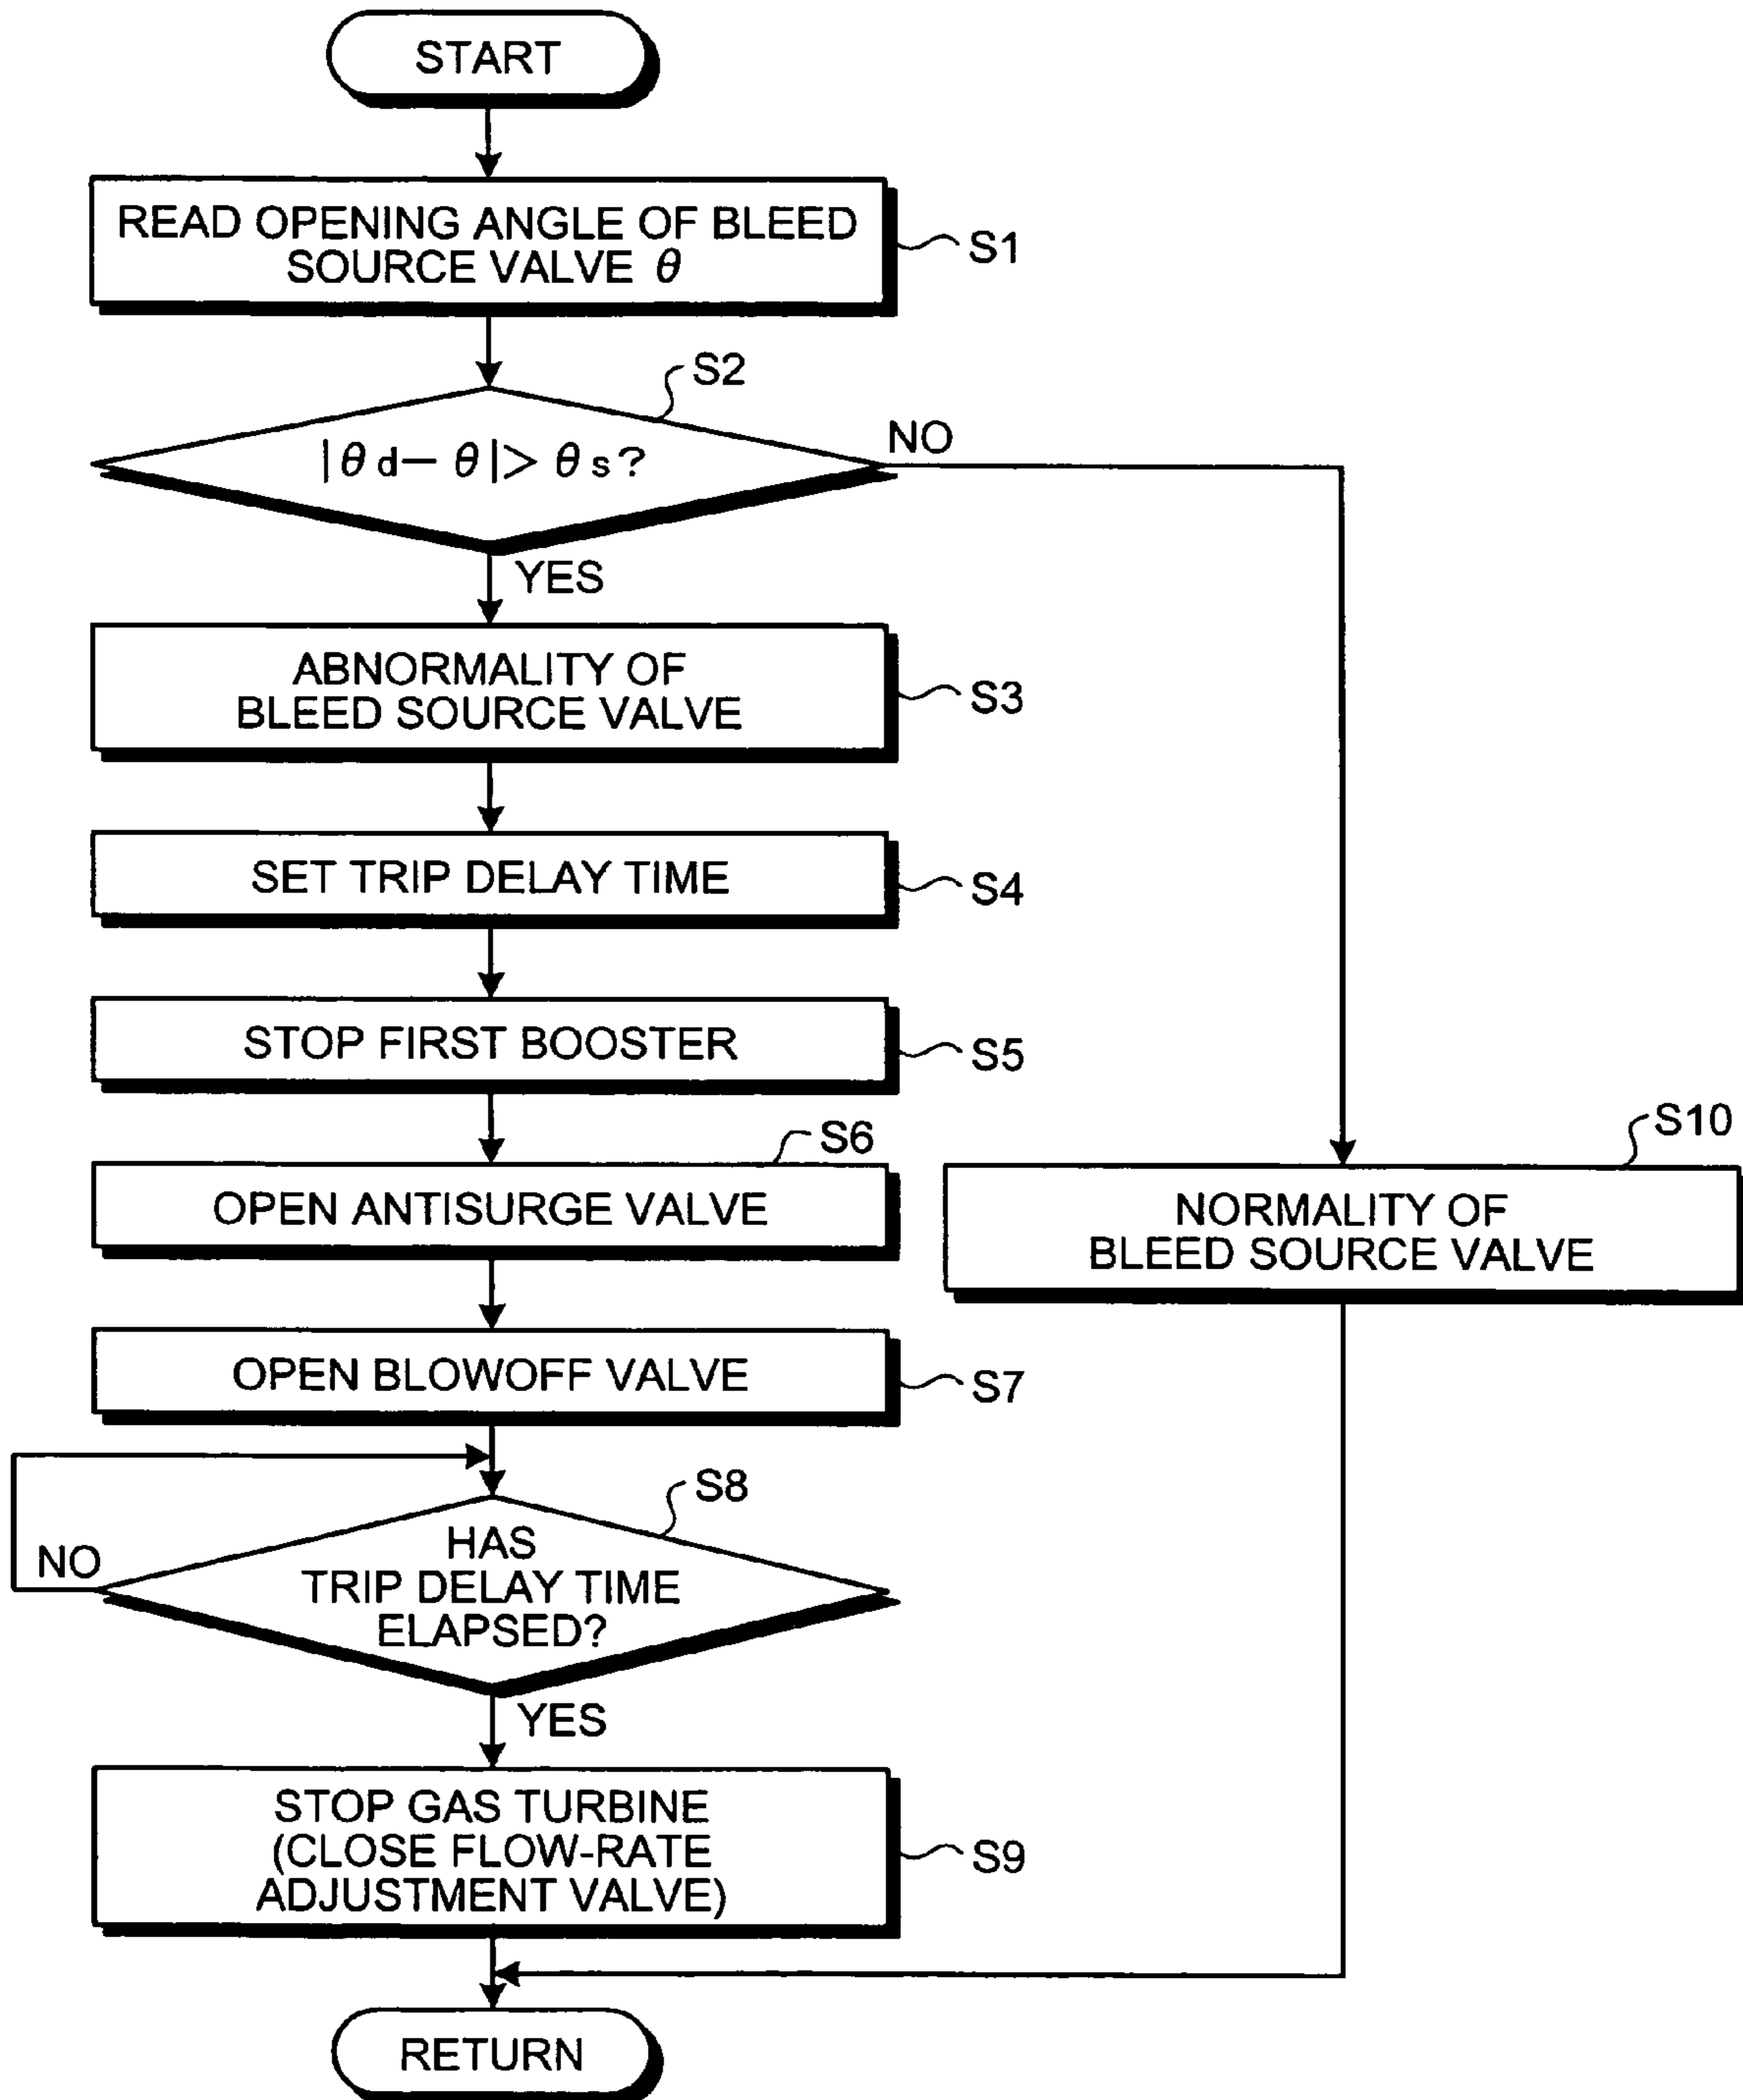 START
READ OPENING ANGLE OF BLEED
SOURCE VALVE θ
S1
S2
|θd−θ|>θs?
NO
YES
ABNORMALITY OF
BLEED SOURCE VALVE
S3
SET TRIP DELAY TIME
S4
STOP FIRST BOOSTER
S5
S6
OPEN ANTISURGE VALVE
S10
NORMALITY OF
BLEED SOURCE VALVE
OPEN BLOWOFF VALVE
S7
S8
HAS
TRIP DELAY TIME
ELAPSED?
NO
YES
STOP GAS TURBINE
(CLOSE FLOW-RATE
ADJUSTMENT VALVE)
S9
RETURN